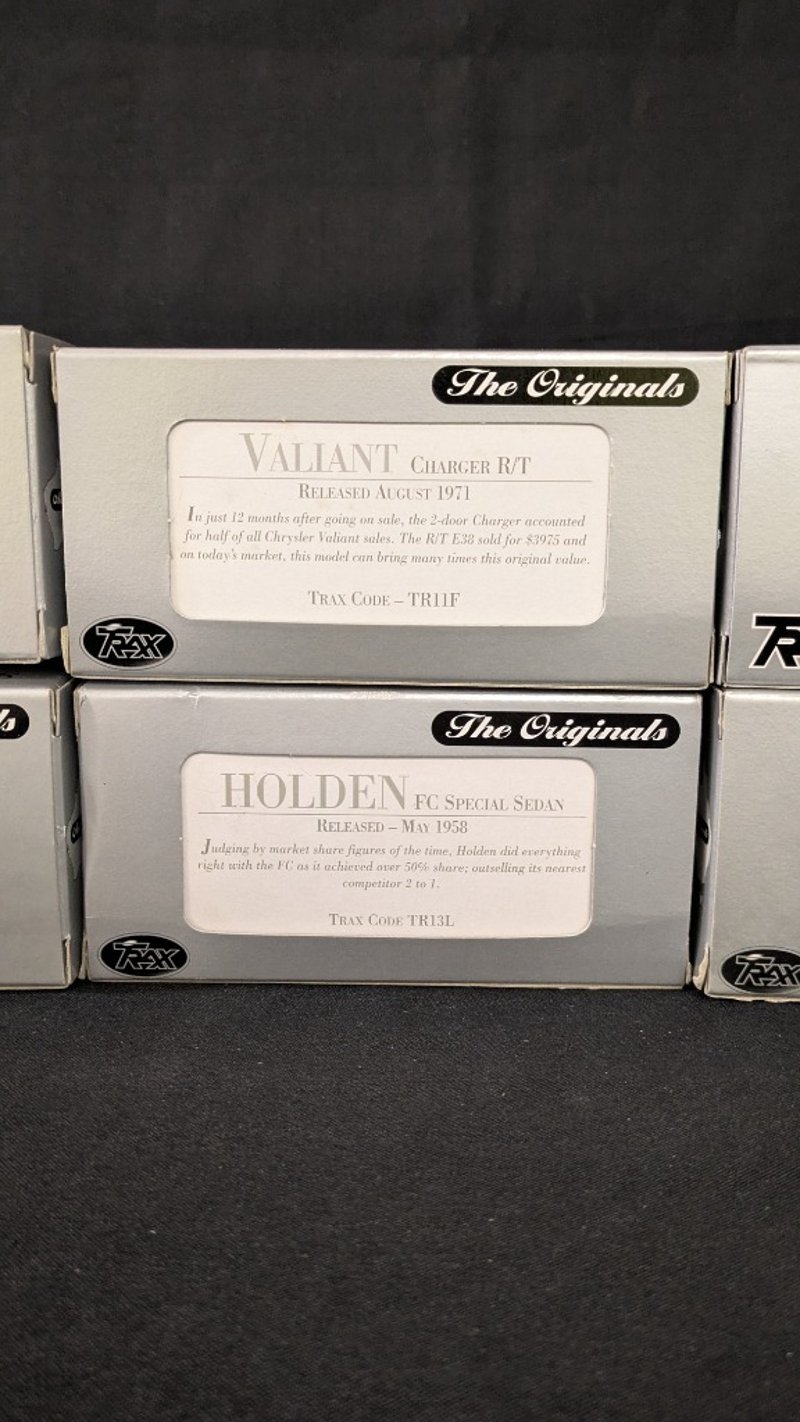 The Originals
VALIANT CHARGER R/T
RELEASED AUGUST 1971
In just 12 months after going on sale, the 2-door Charger accounted
for half of all Chrysler Valiant sales. The R/T E38 sold for $3975 and
on today's market, this model can bring many times this original value.
TRAX CODE – TR11F
TRAX
TR
ls
The Originals
HOLDEN FC SPECIAL SEDAN
RELEASED – MAY 1958
Judging by market share figures of the time, Holden did everything
right with the FC as it achieved over 50% share; outselling its nearest
competitor 2 to 1.
TRAX CODE TR13L
TRAX
TRAX